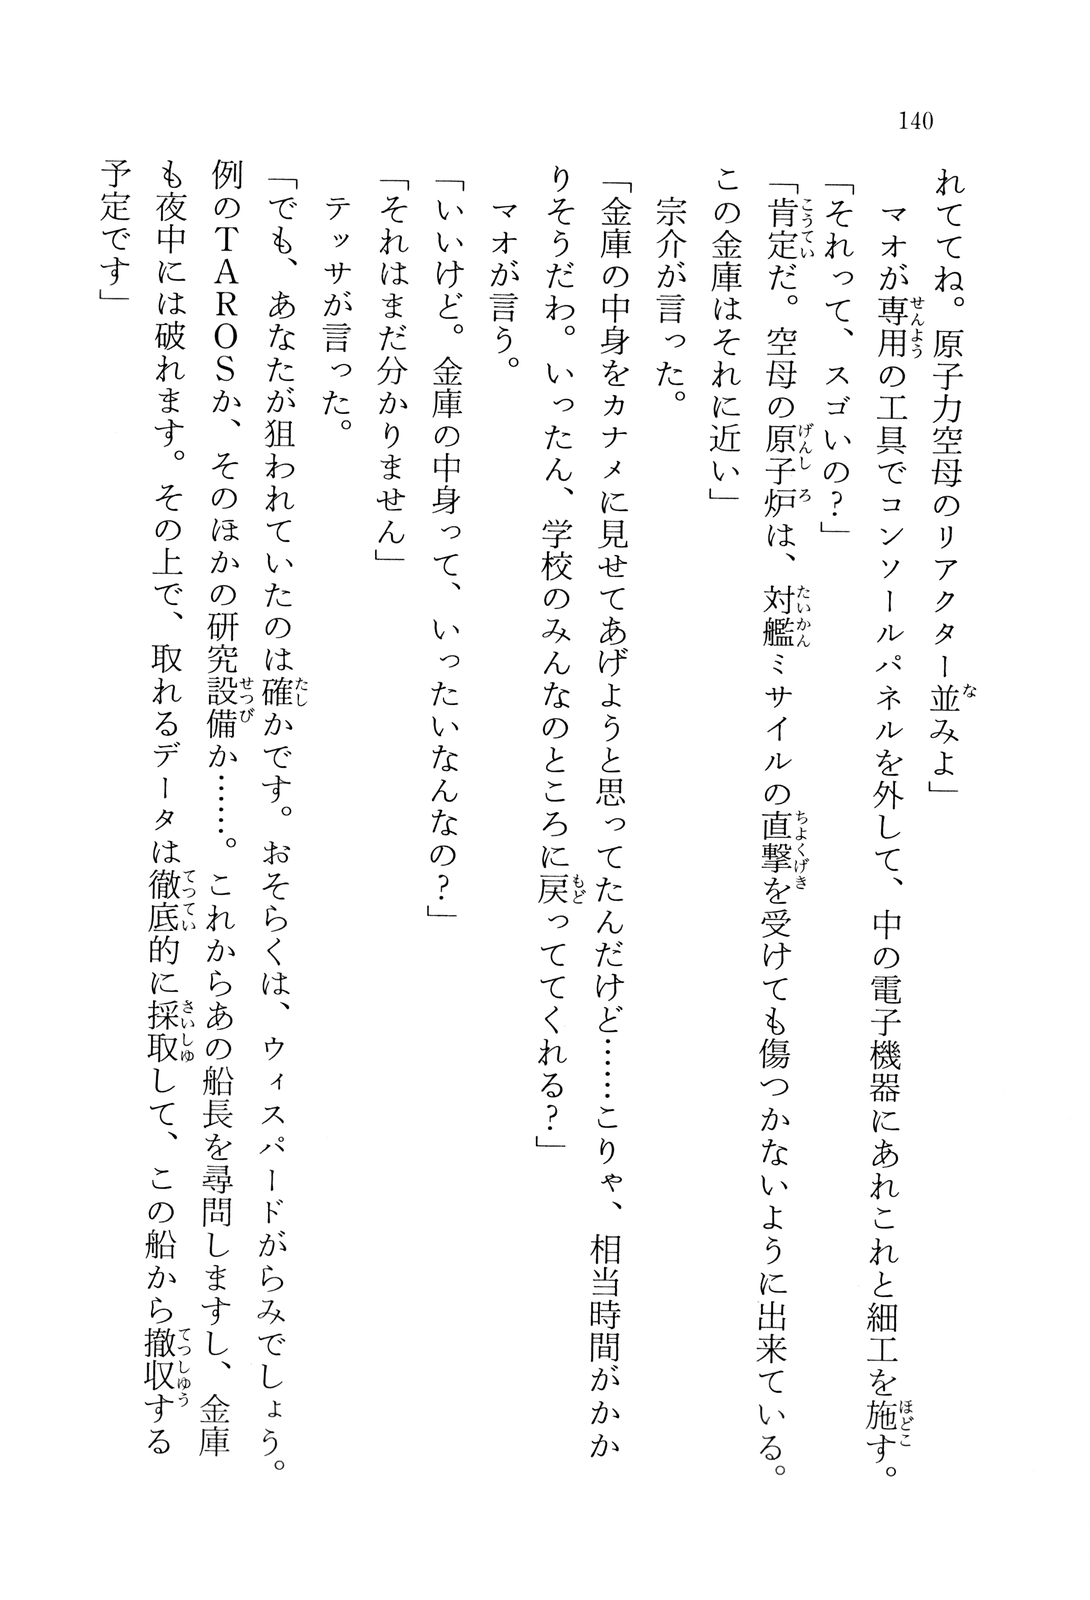 140
れてね。原子力空母のリアクター並みよ」
　マオが専用の工具でコンソールパネルを外して、中の電子機器にあれこれと細工を施す。
「それって、スゴいの？」
「肯定だ。空母の原子炉は、対艦ミサイルの直撃を受けても傷つかないように出来ている。
この金庫はそれに近い」
　宗介が言った。
「金庫の中身をカナメに見せてあげようと思ってたんだけど……こりゃ、相当時間がかか
りそうだわ。いったん、学校のみんなのところに戻っててくれる？」
　マオが言う。
「いいけど。金庫の中身って、いったいなんなの？」
「それはまだ分かりません」
　テッサが言った。
「でも、あなたが狙われていたのは確かです。おそらくは、ウィスパードがらみでしょう。
例のＴＡＲＯＳか、そのほかの研究設備か……。これからあの船長を尋問しますし、金庫
も夜中には破れます。その上で、取れるデータは徹底的に採取して、この船から撤収する
予定です」